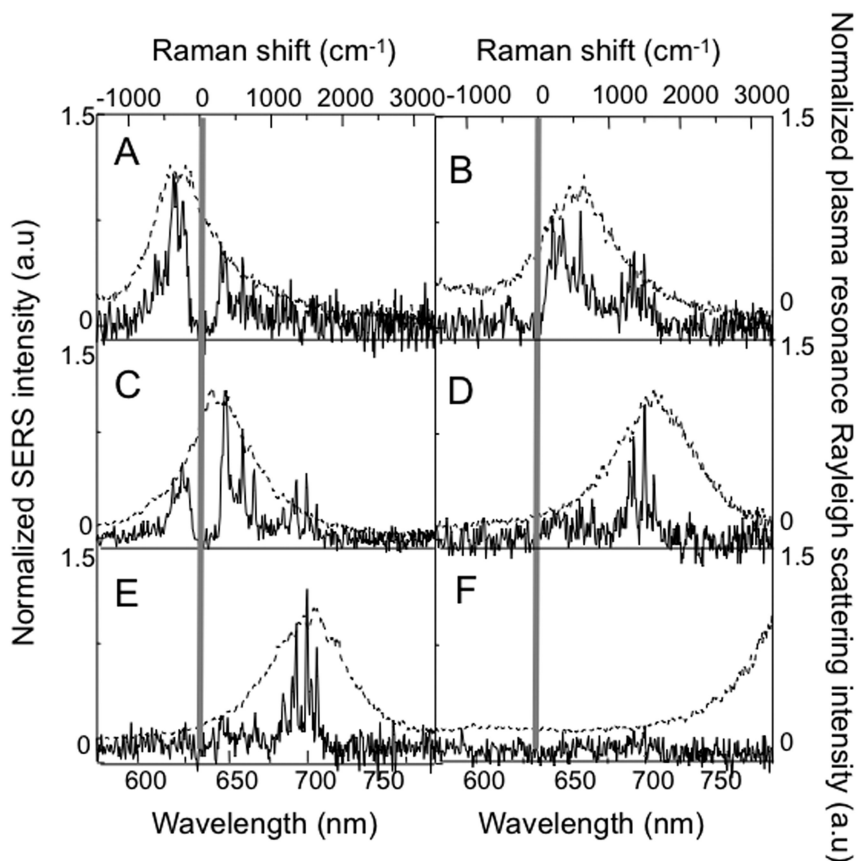 Raman shift (cm-1) Raman shift (cm-1)
-1000 0 1000 2000 3000 -1000 0 1000 2000 3000
1.5 1.5
A B
0 0
1.5 1.5
C D
0 0
1.5 1.5
E F
0 0
600 650 700 750 600 650 700 750
Wavelength (nm) Wavelength (nm)
Normalized SERS intensity (a.u)
Normalized plasma resonance Rayleigh scattering intensity (a.u)